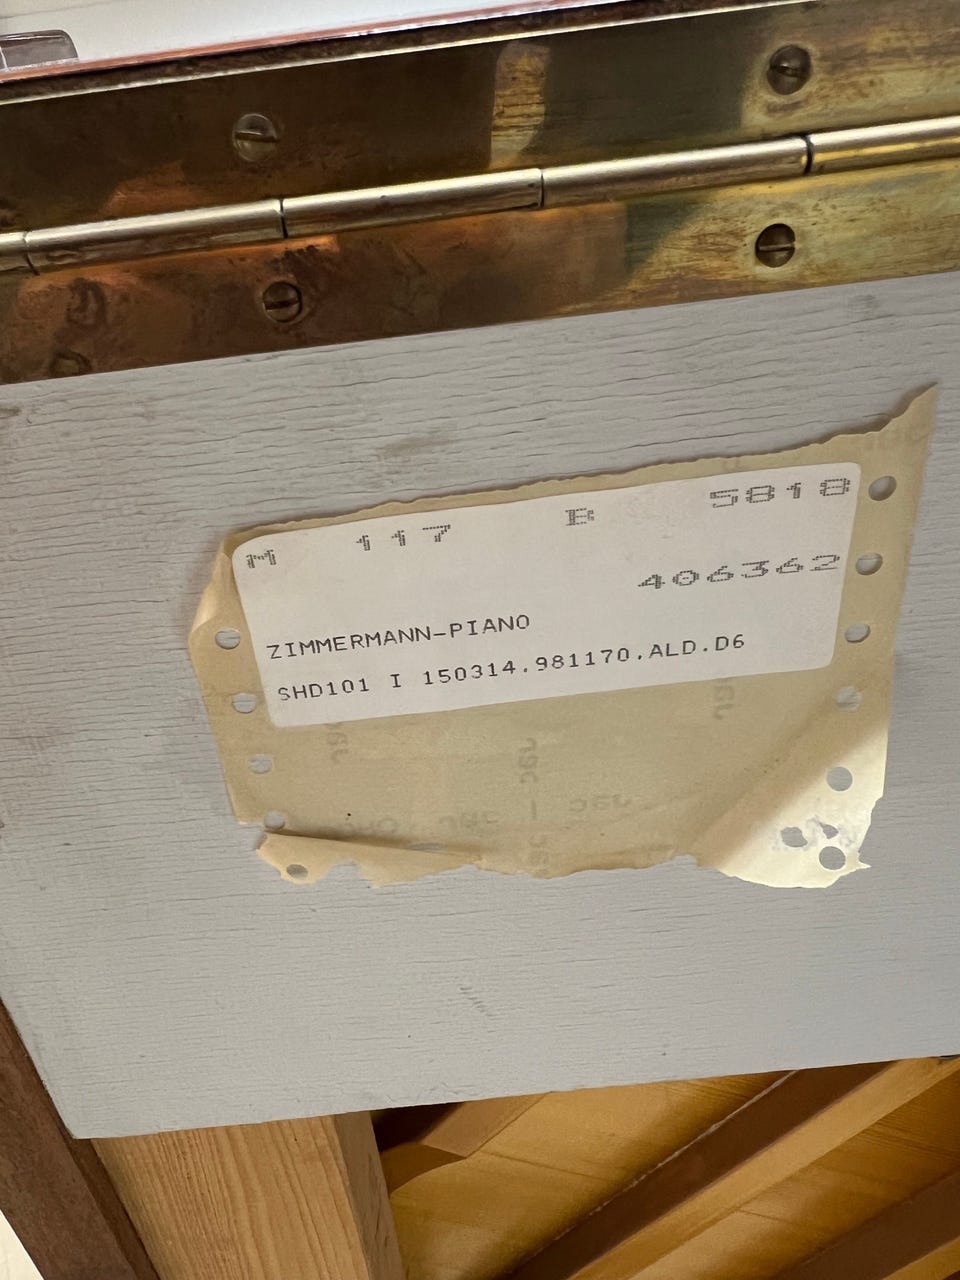 M 117 B 5818
406362
ZIMMERMANN-PIANO
SHD101 I 150314.981170.ALD.D6